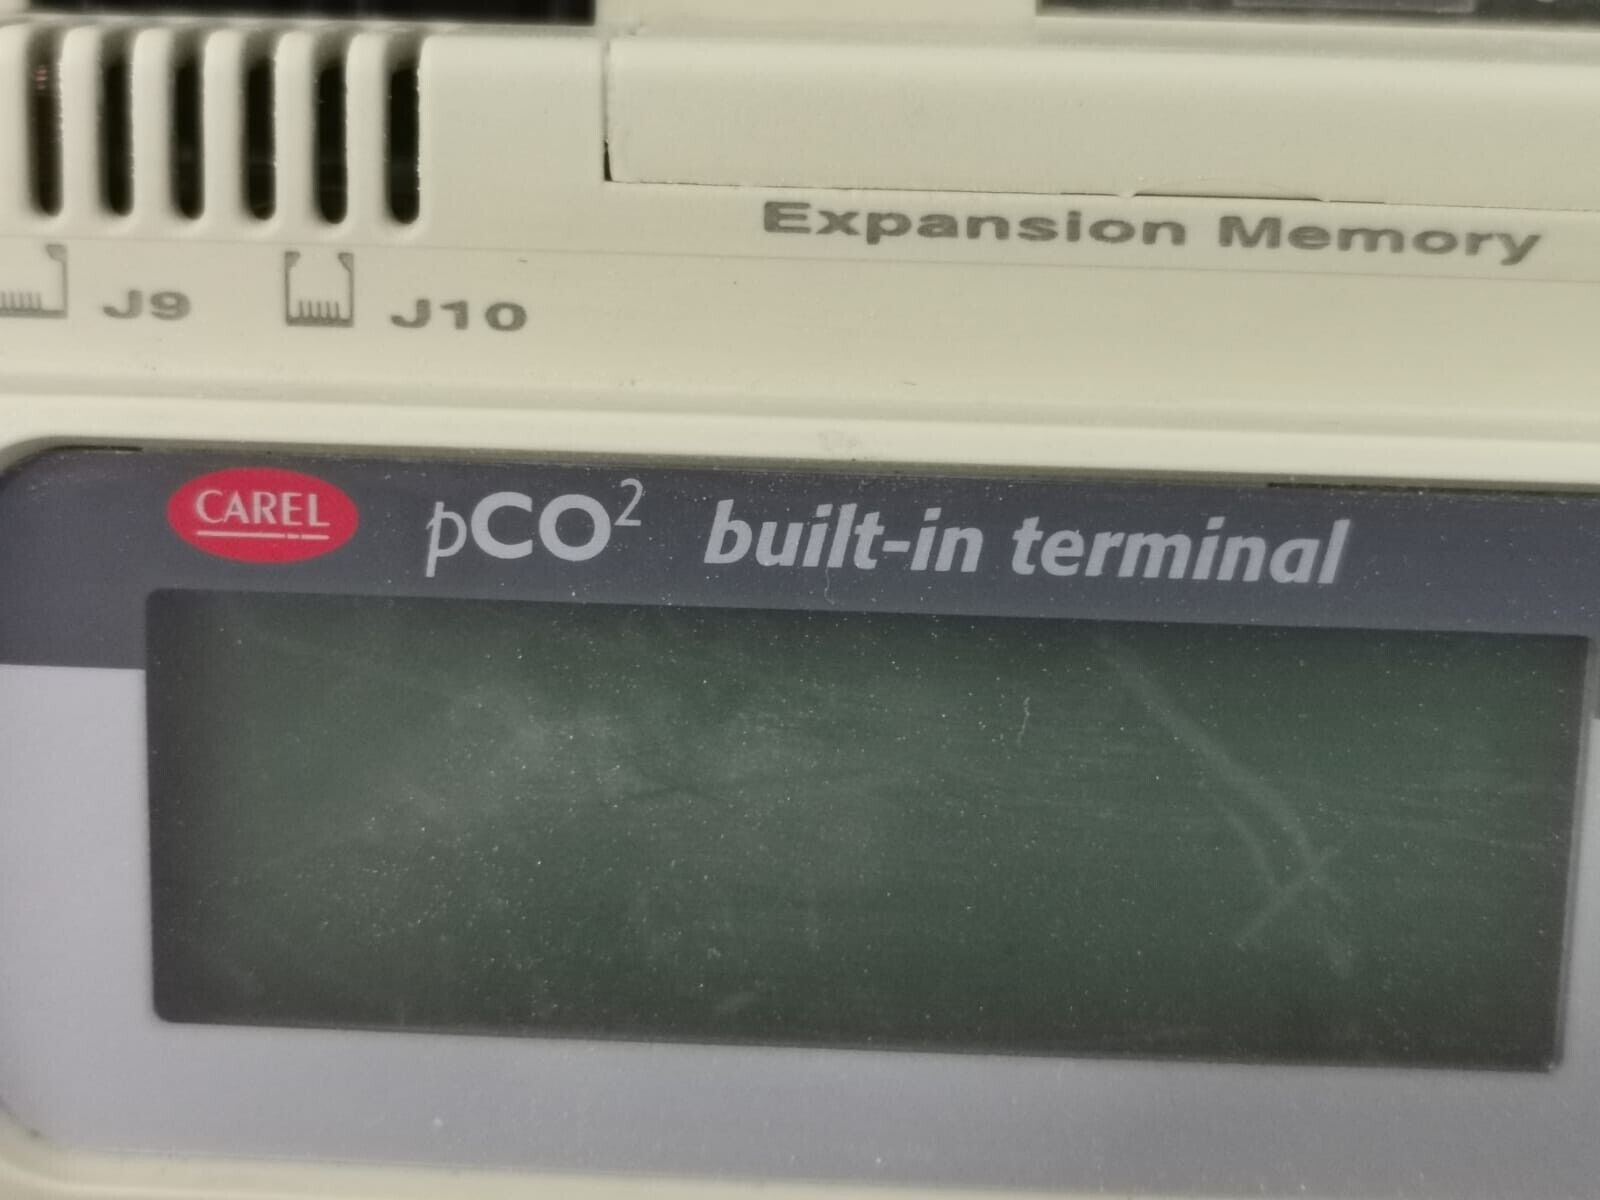 Expansion Memory
J9 J10
CAREL pCO² built-in terminal